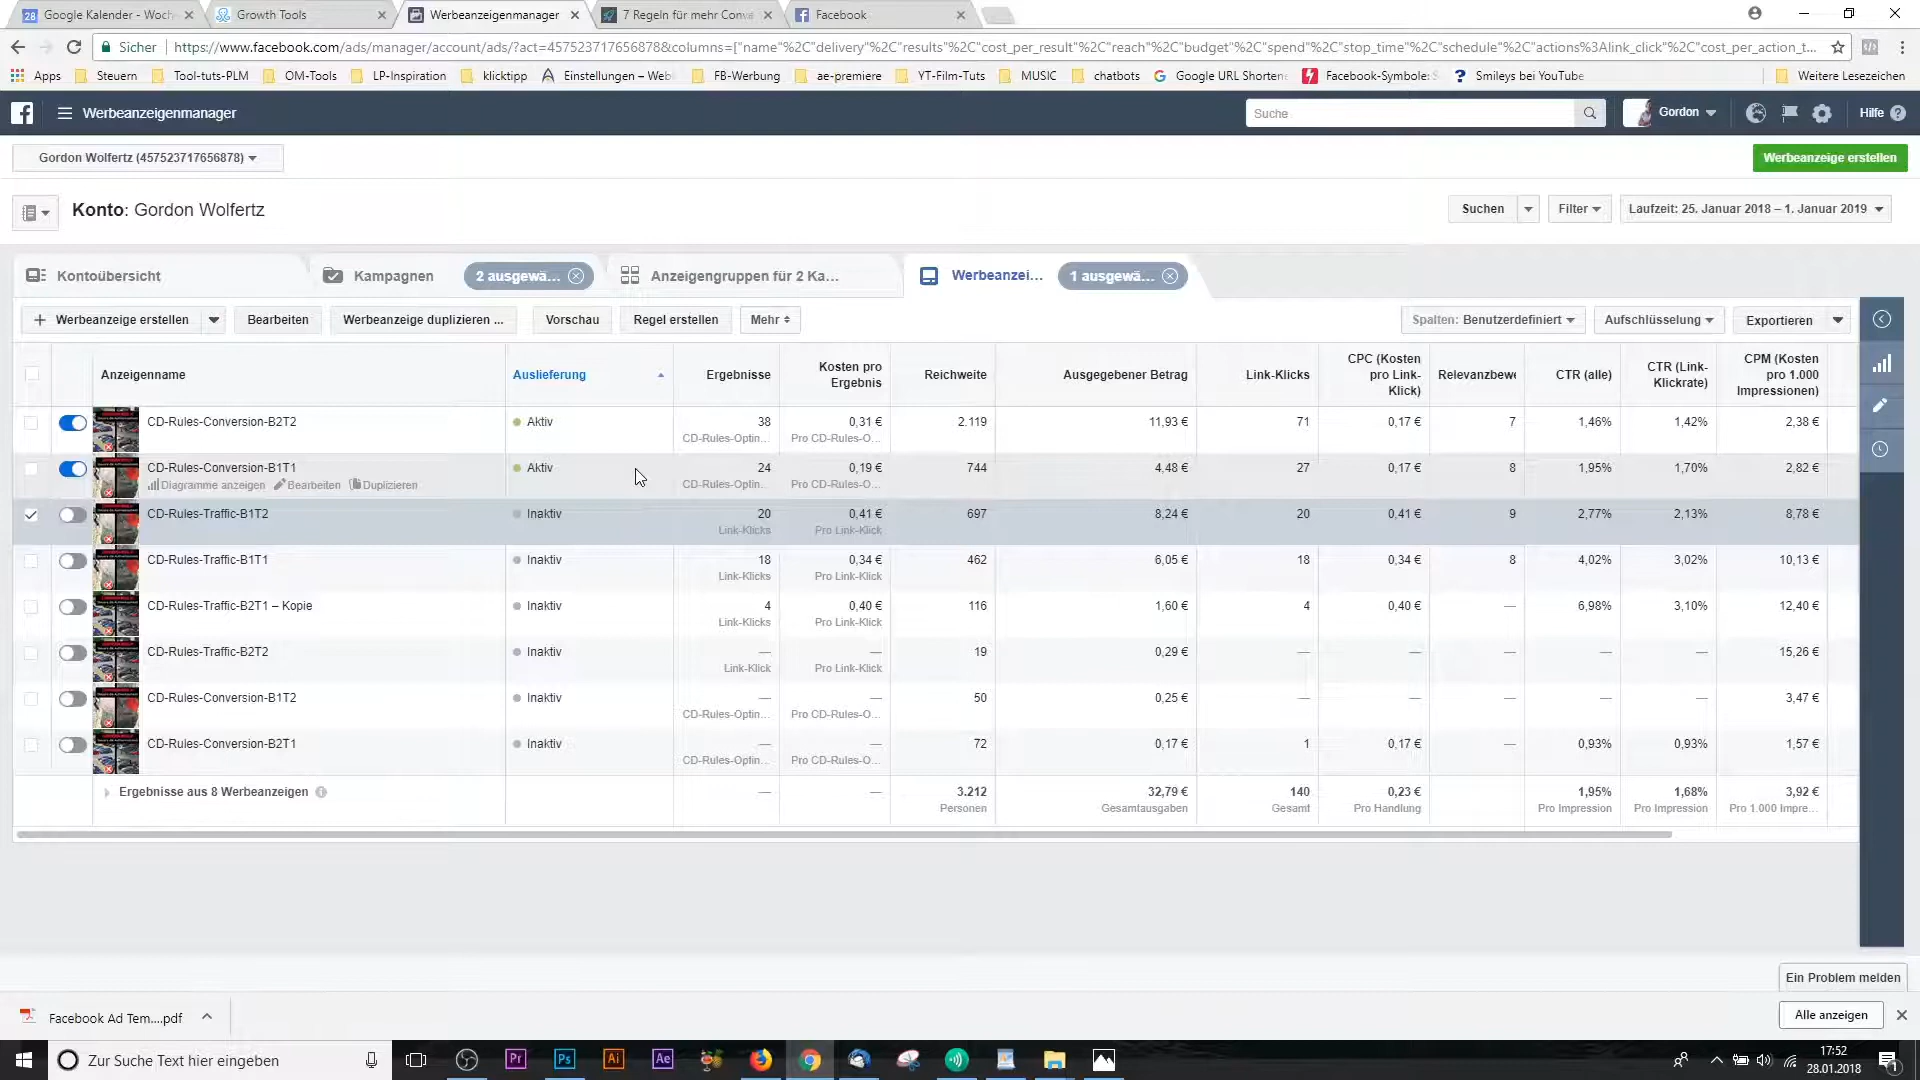 Google Kalender - Woch
Growth Tools
Werbeanzeigenmanager
7 Regeln für mehr Conve
Facebook
Sicher
https://www.facebook.com/ads/manager/account/ads/?act=457523717656878&columns=["name"%2C"delivery"%2C"results"%2C"cost_per_result"%2C"reach"%2C"budget"%2C"spend"%2C"stop_time"%2C"schedule"%2C"actions%3Alink_click"%2C"cost_per_action_t...
Apps
Steuern
Tool-tuts-PLM
OM-Tools
LP-Inspiration
klicktipp
Einstellungen – Web
FB-Werbung
ae-premiere
YT-Film-Tuts
MUSIC
chatbots
Google URL Shortene
Facebook-Symbole: S
Smileys bei YouTube
Weitere Lesezeichen
Werbeanzeigenmanager
Suche
Gordon
Hilfe
Gordon Wolfertz (457523717656878)
Werbeanzeige erstellen
Konto: Gordon Wolfertz
Suchen
Filter
Laufzeit: 25. Januar 2018 – 1. Januar 2019
Kontoübersicht
Kampagnen
2 ausgewä...
Anzeigengruppen für 2 Ka...
Werbeanzei...
1 ausgewä...
+ Werbeanzeige erstellen
Bearbeiten
Werbeanzeige duplizieren ...
Vorschau
Regel erstellen
Mehr
Spalten: Benutzerdefiniert
Aufschlüsselung
Exportieren
Anzeigenname
Auslieferung
Ergebnisse
Kosten pro Ergebnis
Reichweite
Ausgegebener Betrag
Link-Klicks
CPC (Kosten pro Link-Klick)
Relevanzbewe
CTR (alle)
CTR (Link-Klickrate)
CPM (Kosten pro 1.000 Impressionen)
CD-Rules-Conversion-B2T2
Aktiv
38
0,31 €
2.119
11,93 €
71
0,17 €
7
1,46%
1,42%
2,38 €
CD-Rules-Optin...
Pro CD-Rules-O...
CD-Rules-Conversion-B1T1
Aktiv
24
0,19 €
744
4,48 €
27
0,17 €
8
1,95%
1,70%
2,82 €
Diagramme anzeigen
Bearbeiten
Duplizieren
CD-Rules-Optin...
Pro CD-Rules-O...
CD-Rules-Traffic-B1T2
Inaktiv
20
0,41 €
697
8,24 €
20
0,41 €
9
2,77%
2,13%
8,78 €
Link-Klicks
Pro Link-Klick
CD-Rules-Traffic-B1T1
Inaktiv
18
0,34 €
462
6,05 €
18
0,34 €
8
4,02%
3,02%
10,13 €
Link-Klicks
Pro Link-Klick
CD-Rules-Traffic-B2T1 – Kopie
Inaktiv
4
0,40 €
116
1,60 €
4
0,40 €
—
6,98%
3,10%
12,40 €
Link-Klicks
Pro Link-Klick
CD-Rules-Traffic-B2T2
Inaktiv
—
—
19
0,29 €
—
—
—
—
—
15,26 €
Link-Klick
Pro Link-Klick
CD-Rules-Conversion-B1T2
Inaktiv
—
—
50
0,25 €
—
—
—
—
—
3,47 €
CD-Rules-Optin...
Pro CD-Rules-O...
CD-Rules-Conversion-B2T1
Inaktiv
—
—
72
0,17 €
1
0,17 €
—
0,93%
0,93%
1,57 €
CD-Rules-Optin...
Pro CD-Rules-O...
Ergebnisse aus 8 Werbeanzeigen
—
—
3.212
32,79 €
140
0,23 €
1,95%
1,68%
3,92 €
Personen
Gesamtausgaben
Gesamt
Pro Handlung
Pro Impression
Pro Impression
Pro 1.000 Impre...
Ein Problem melden
Facebook Ad Tem....pdf
Alle anzeigen
Zur Suche Text hier eingeben
Pr
Ps
Ai
Ae
17:52
28.01.2018
1